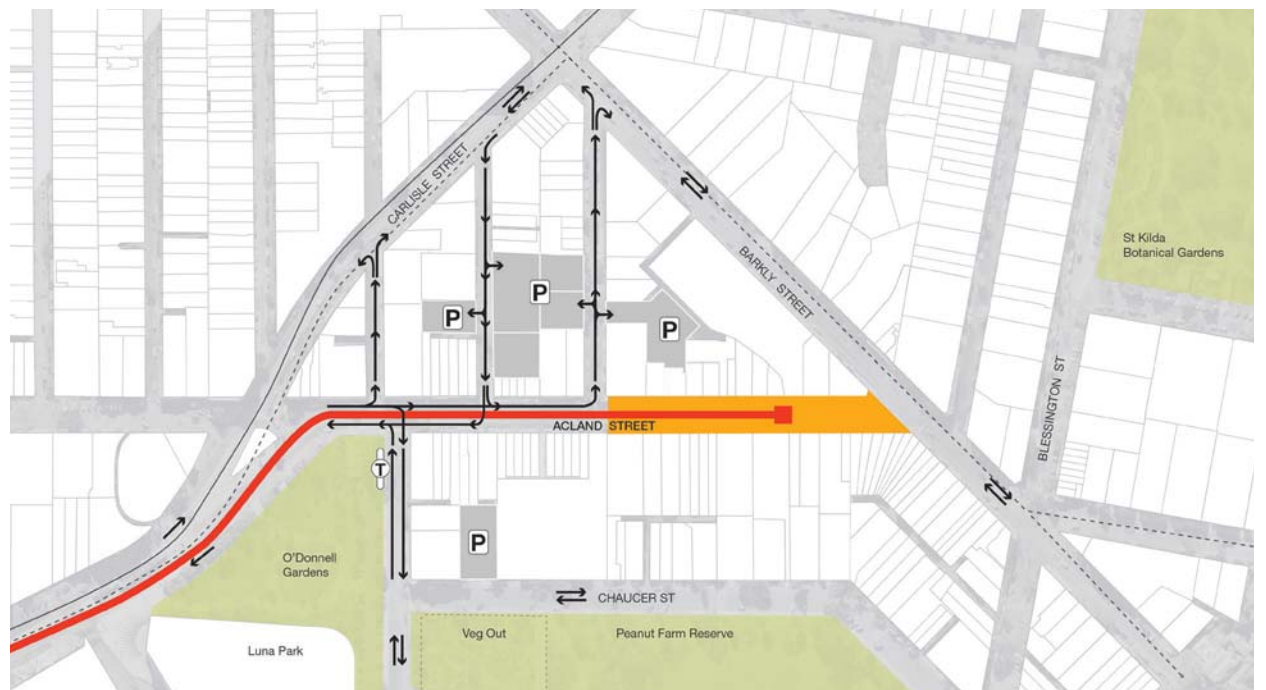 CARLISLE STREET
BARKLY STREET
St Kilda
Botanical Gardens
P
P
P
BLESSINGTON ST
ACLAND STREET
T
P
O'Donnell
Gardens
CHAUCER ST
Veg Out
Peanut Farm Reserve
Luna Park